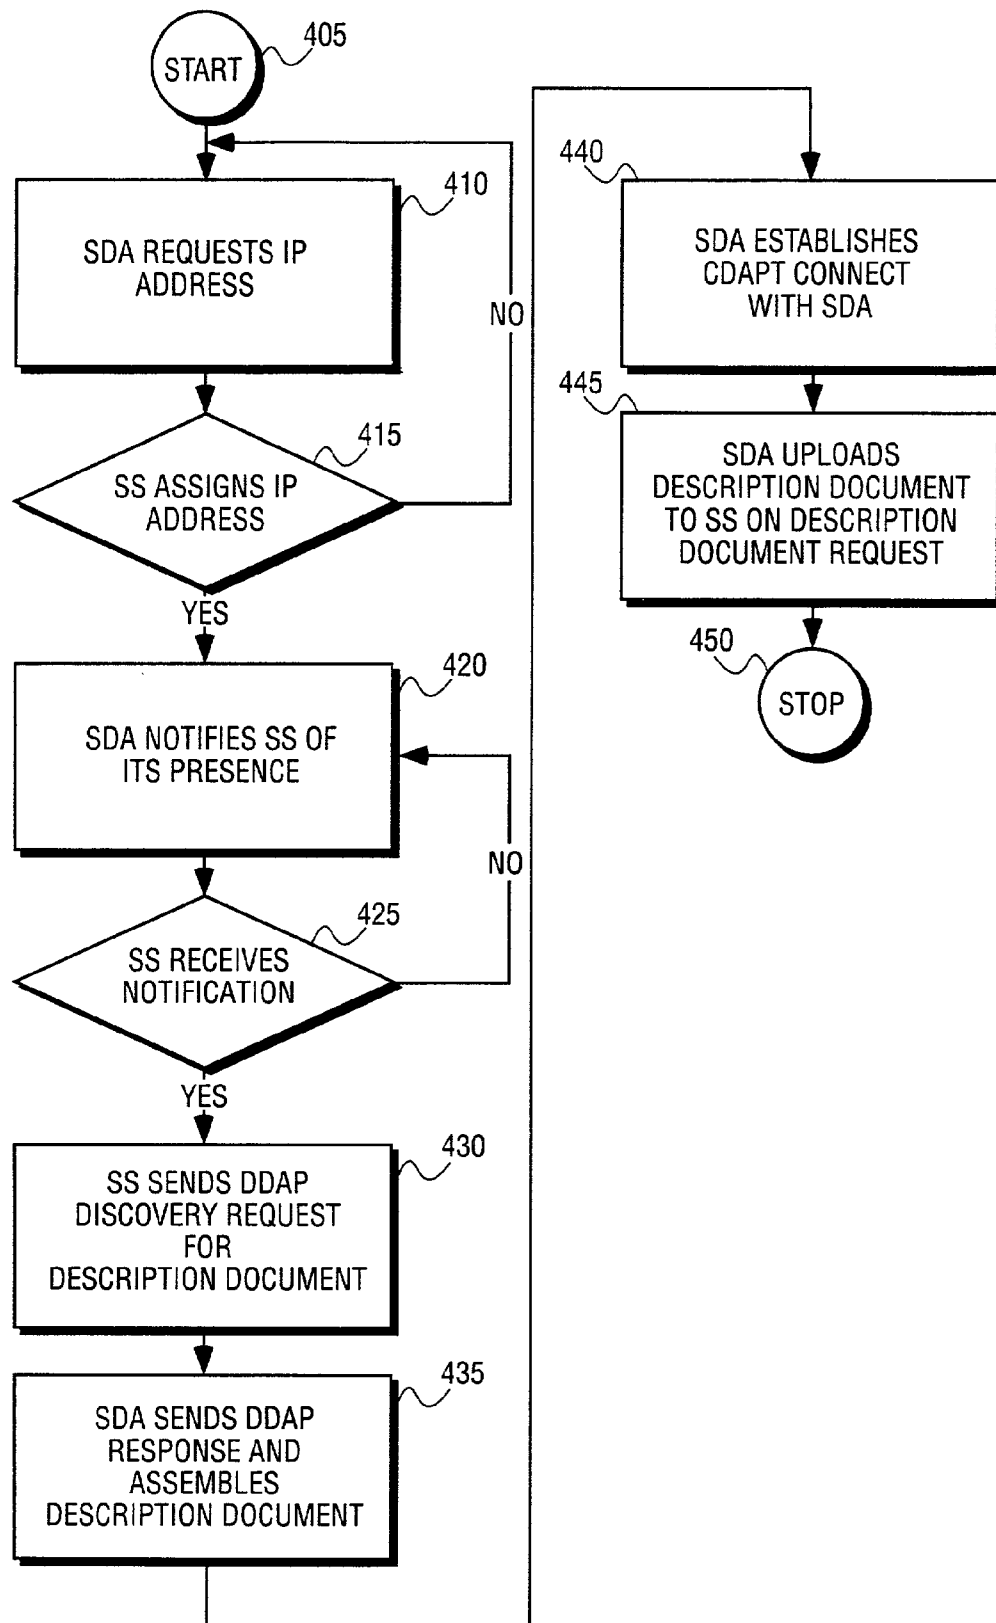 START
405
SDA REQUESTS IP
ADDRESS
410
NO
SS ASSIGNS IP
ADDRESS
415
YES
SDA NOTIFIES SS OF
ITS PRESENCE
420
NO
SS RECEIVES
NOTIFICATION
425
YES
SS SENDS DDAP
DISCOVERY REQUEST
FOR
DESCRIPTION DOCUMENT
430
SDA SENDS DDAP
RESPONSE AND
ASSEMBLES
DESCRIPTION DOCUMENT
435
440
SDA ESTABLISHES
CDAPT CONNECT
WITH SDA
445
SDA UPLOADS
DESCRIPTION DOCUMENT
TO SS ON DESCRIPTION
DOCUMENT REQUEST
450
STOP